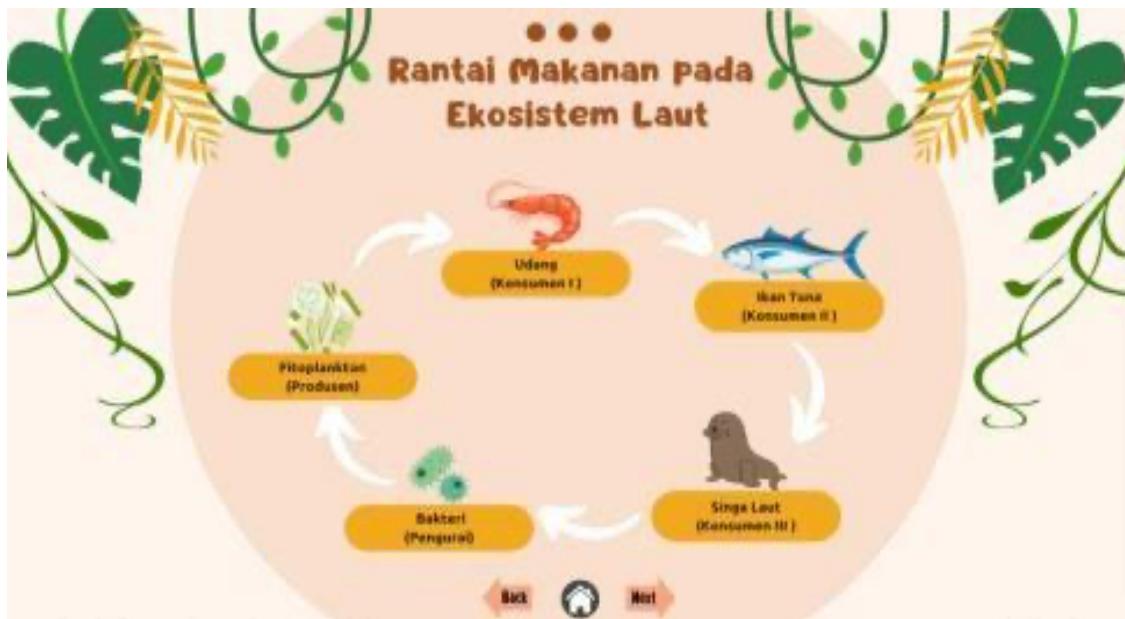 Rantai Makanan pada
Ekosistem Laut
Udang
(Konsumen I)
Ikan Tuna
(Konsumen II)
Pitoplankton
(Produsen)
Singa Laut
(Konsumen III)
Bakteri
(Pengurai)
Back
Next